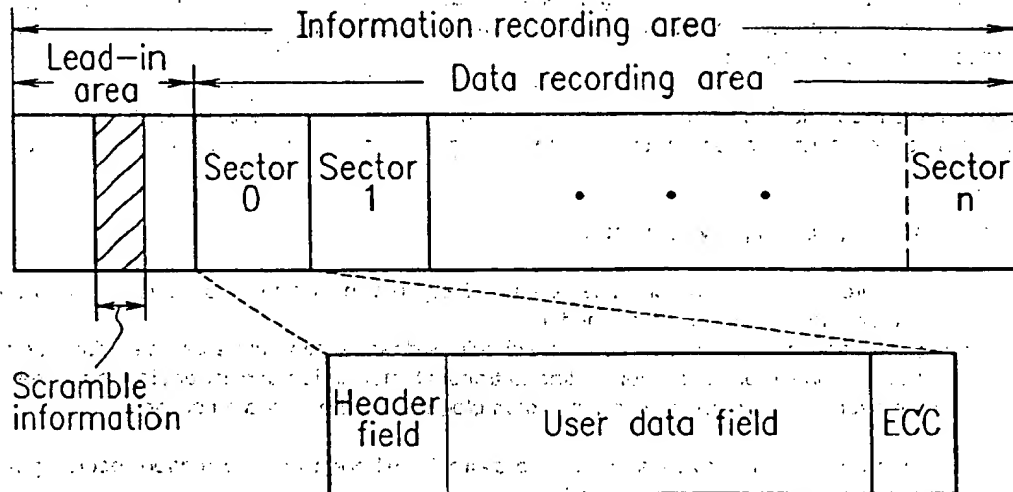 Information recording area
Lead-in
area
Data recording area
Sector
0
Sector
1
Sector
n
Scramble
information
Header
field
User data field
ECC